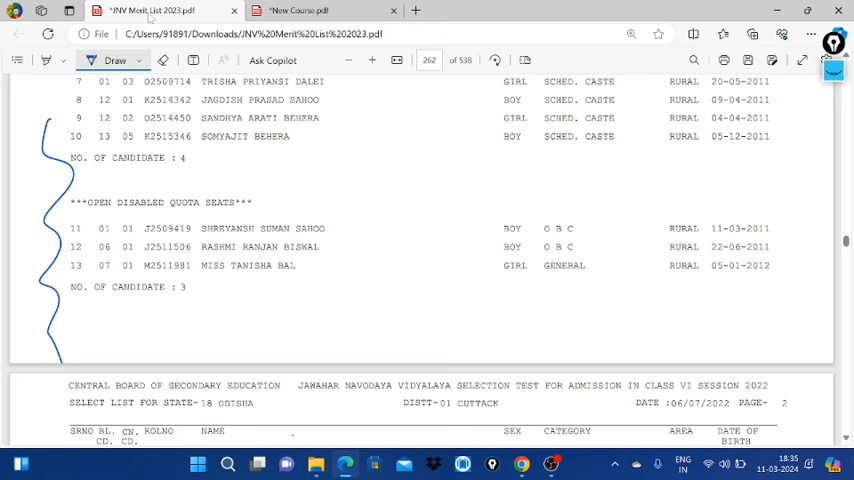 *JNV Merit List 2023.pdf
*New Course.pdf
File C:/Users/91891/Downloads/JNV%20Merit%20List%202023.pdf
Draw Ask Copilot 262 of 538
7 01 03 O2509714 TRISHA PRIYANSI DALEI GIRL SCHED. CASTE RURAL 20-05-2011
8 12 01 K2514342 JAGDISH PRASAD SAHOO BOY SCHED. CASTE RURAL 09-04-2011
9 12 02 O2514450 SANDHYA ARATI BEHERA GIRL SCHED. CASTE RURAL 04-04-2011
10 13 05 K2515346 SOMYAJIT BEHERA BOY SCHED. CASTE RURAL 05-12-2011
NO. OF CANDIDATE : 4
***OPEN DISABLED QUOTA SEATS***
11 01 01 J2509419 SHREYANSH SUMAN SAHOO BOY O B C RURAL 11-03-2011
12 06 01 J2511506 RASHMI RANJAN BISWAL BOY O B C RURAL 22-06-2011
13 07 01 M2511981 MISS TANISHA BAL GIRL GENERAL RURAL 05-01-2012
NO. OF CANDIDATE : 3
CENTRAL BOARD OF SECONDARY EDUCATION JAWAHAR NAVODAYA VIDYALAYA SELECTION TEST FOR ADMISSION IN CLASS VI SESSION 2022
SELECT LIST FOR STATE-18 ODISHA DISTT-01 CUTTACK DATE :06/07/2022 PAGE- 2
SRNO BL. CN. ROLNO NAME SEX CATEGORY AREA DATE OF
CD. CD. BIRTH
ENG 18:35
IN 11-03-2024